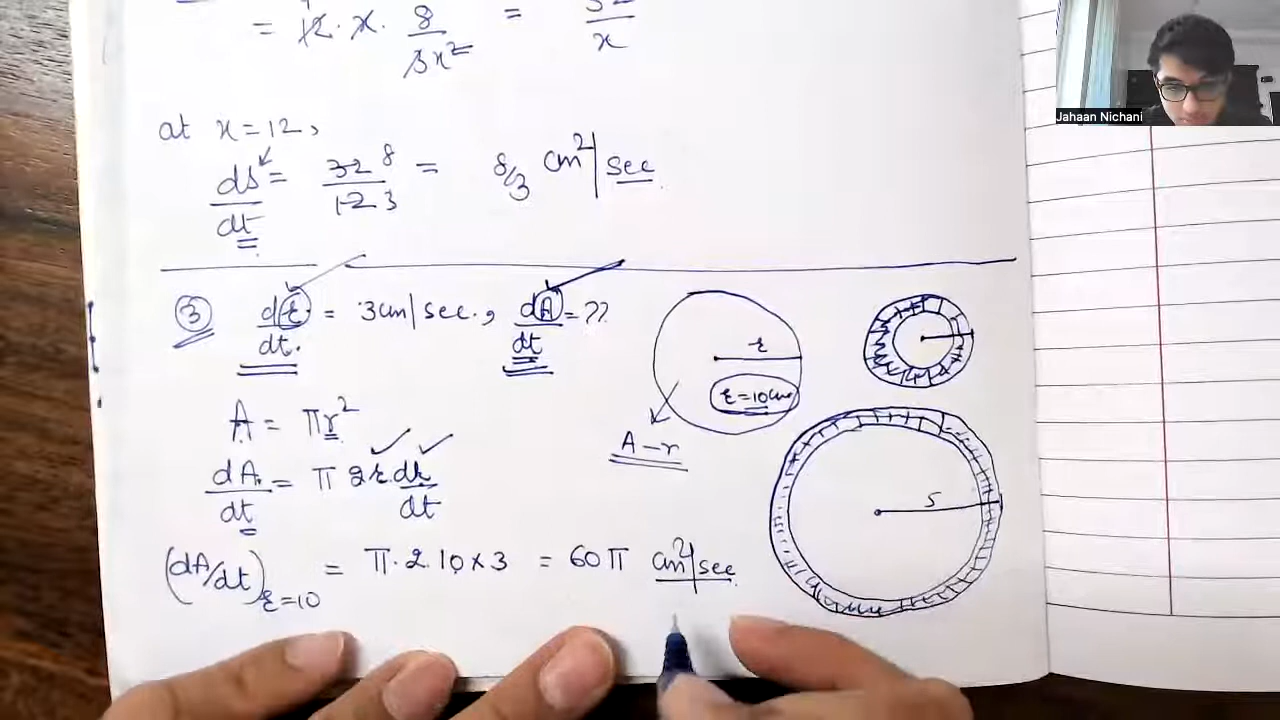 = 12 · x · 8/3x² = 32/x
Jahaan Nichani
at x = 12,
ds/dt = 32 8/12 3 = 8/3 cm²/sec
③ dr/dt = 3cm/sec., dA/dt = ??
r
r=10cm
A - r
A = πr²
dA/dt = π 2r. dr/dt
5
(dA/dt) r=10 = π·2·10×3 = 60π cm²/sec